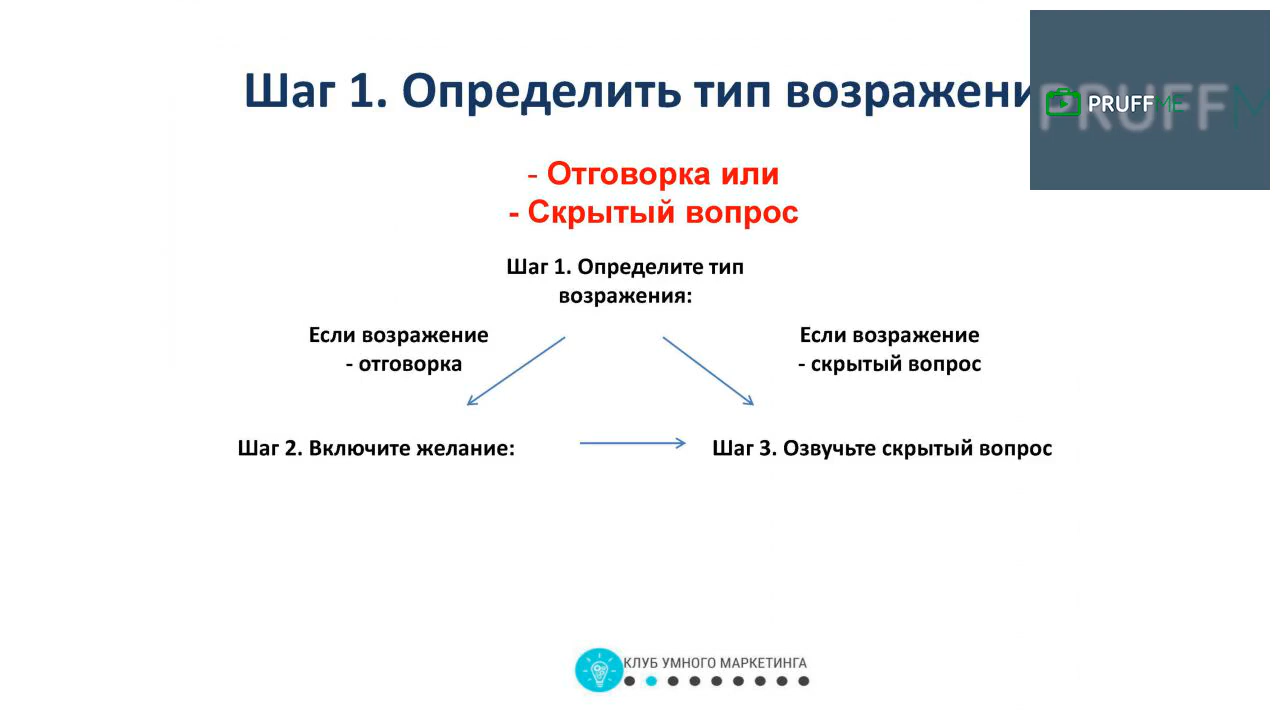 Шаг 1. Определить тип возражени
- Отговорка или
- Скрытый вопрос
Шаг 1. Определите тип
возражения:
Если возражение
- отговорка
Если возражение
- скрытый вопрос
Шаг 2. Включите желание:
Шаг 3. Озвучьте скрытый вопрос
PRUFFME
КЛУБ УМНОГО МАРКЕТИНГА